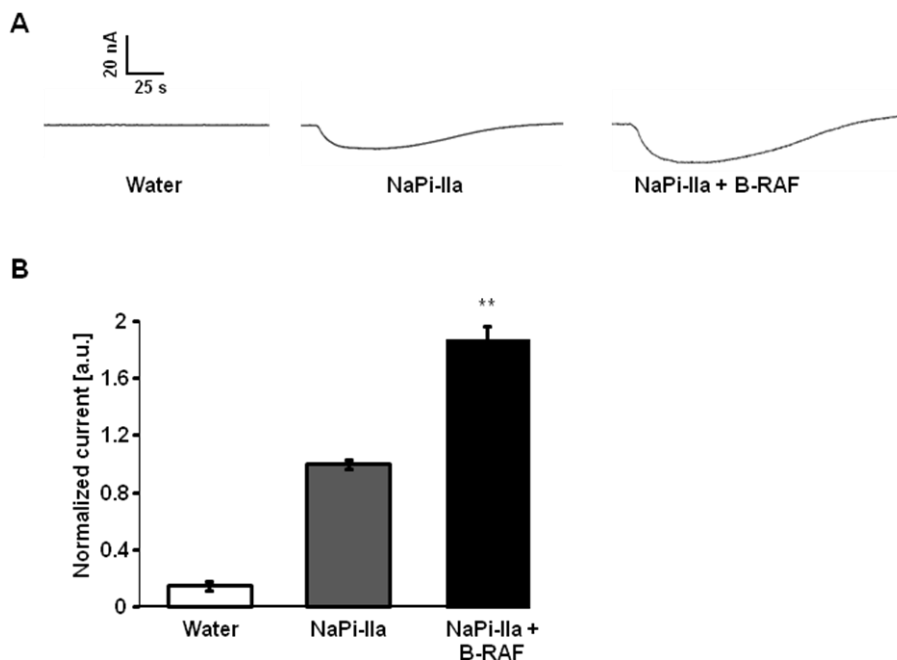 A
20 nA
25 s
Water
NaPi-IIa
NaPi-IIa + B-RAF
B
**
Normalized current [a.u.]
2
1.6
1.2
0.8
0.4
0
Water
NaPi-IIa
NaPi-IIa +
B-RAF